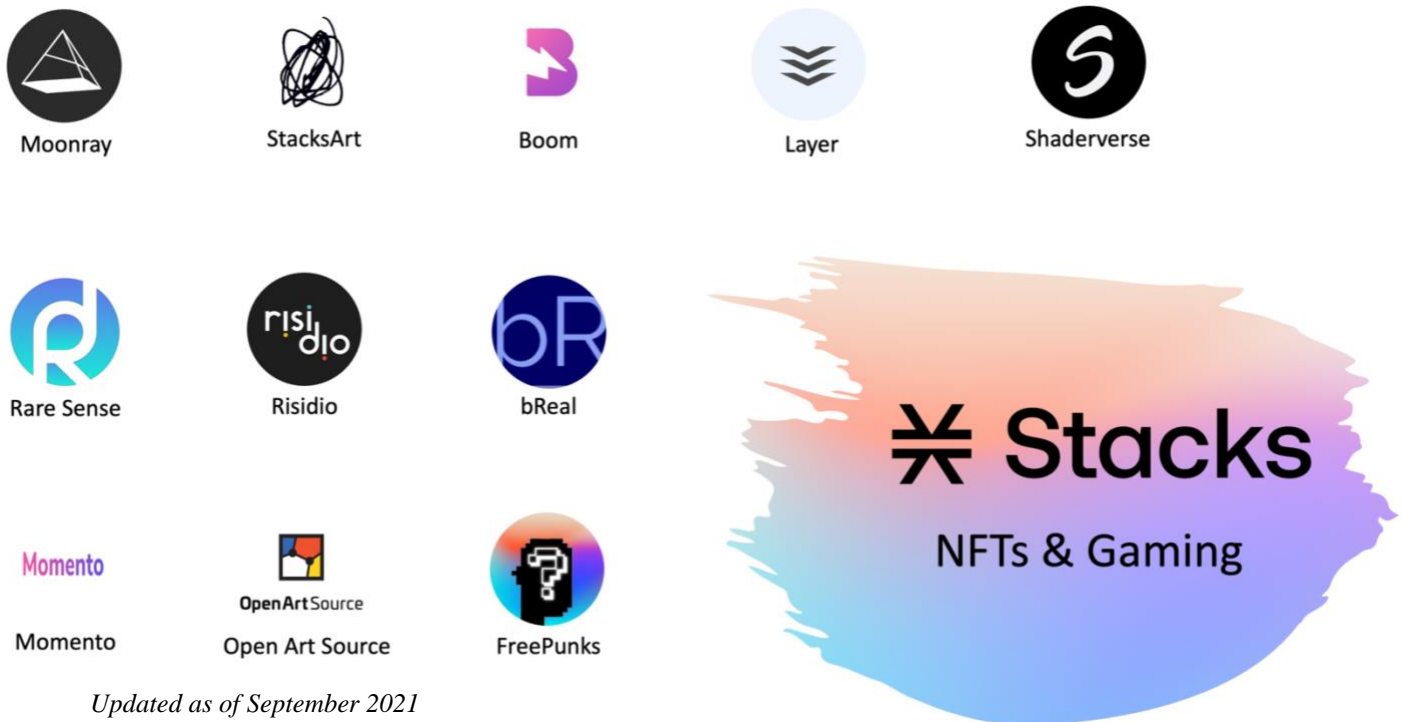 Moonray
StacksArt
B
Boom
Layer
S
Shaderverse
R
Rare Sense
risi
dio
Risidio
bR
bReal
Stacks
NFTs & Gaming
Momento
Momento
OpenArtSource
Open Art Source
?
FreePunks
Updated as of September 2021